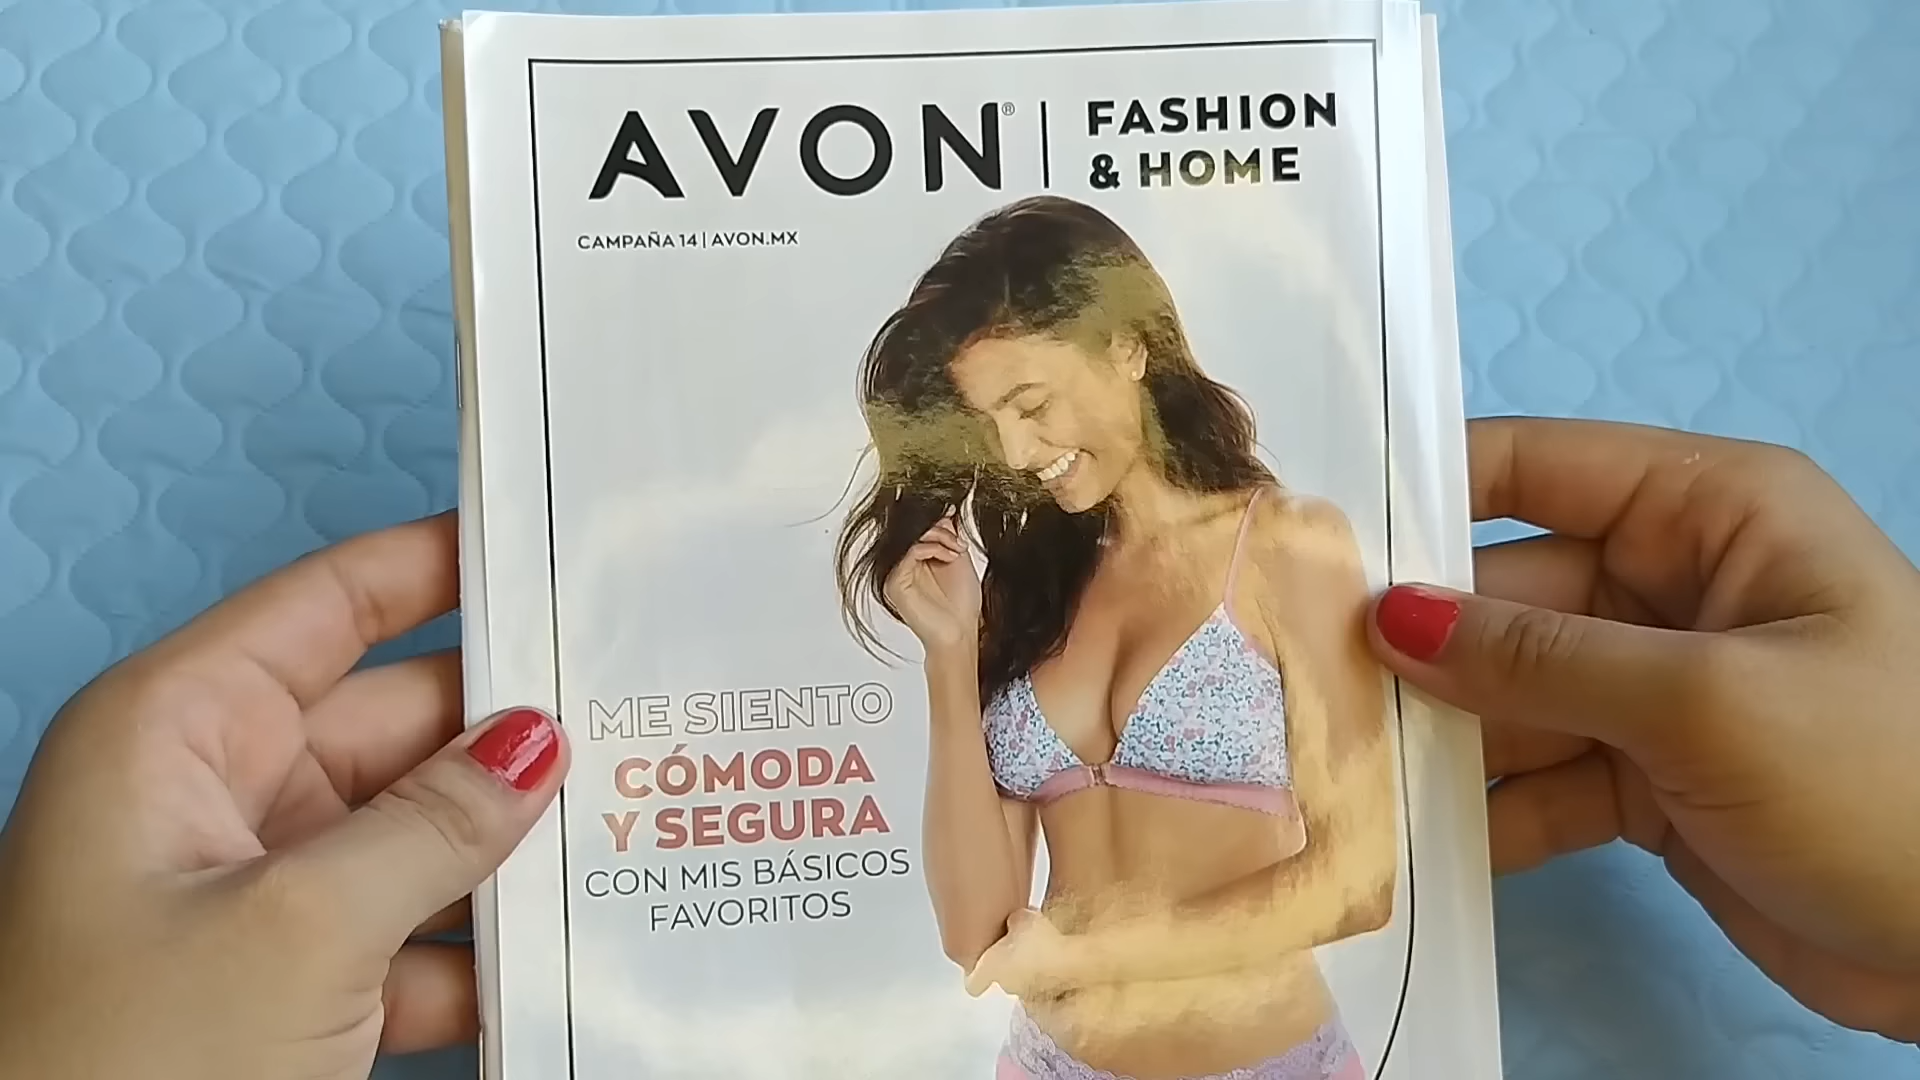 AVON®
FASHION
& HOME
CAMPAÑA 14 | AVON.MX
ME SIENTO
CÓMODA
Y SEGURA
CON MIS BÁSICOS
FAVORITOS